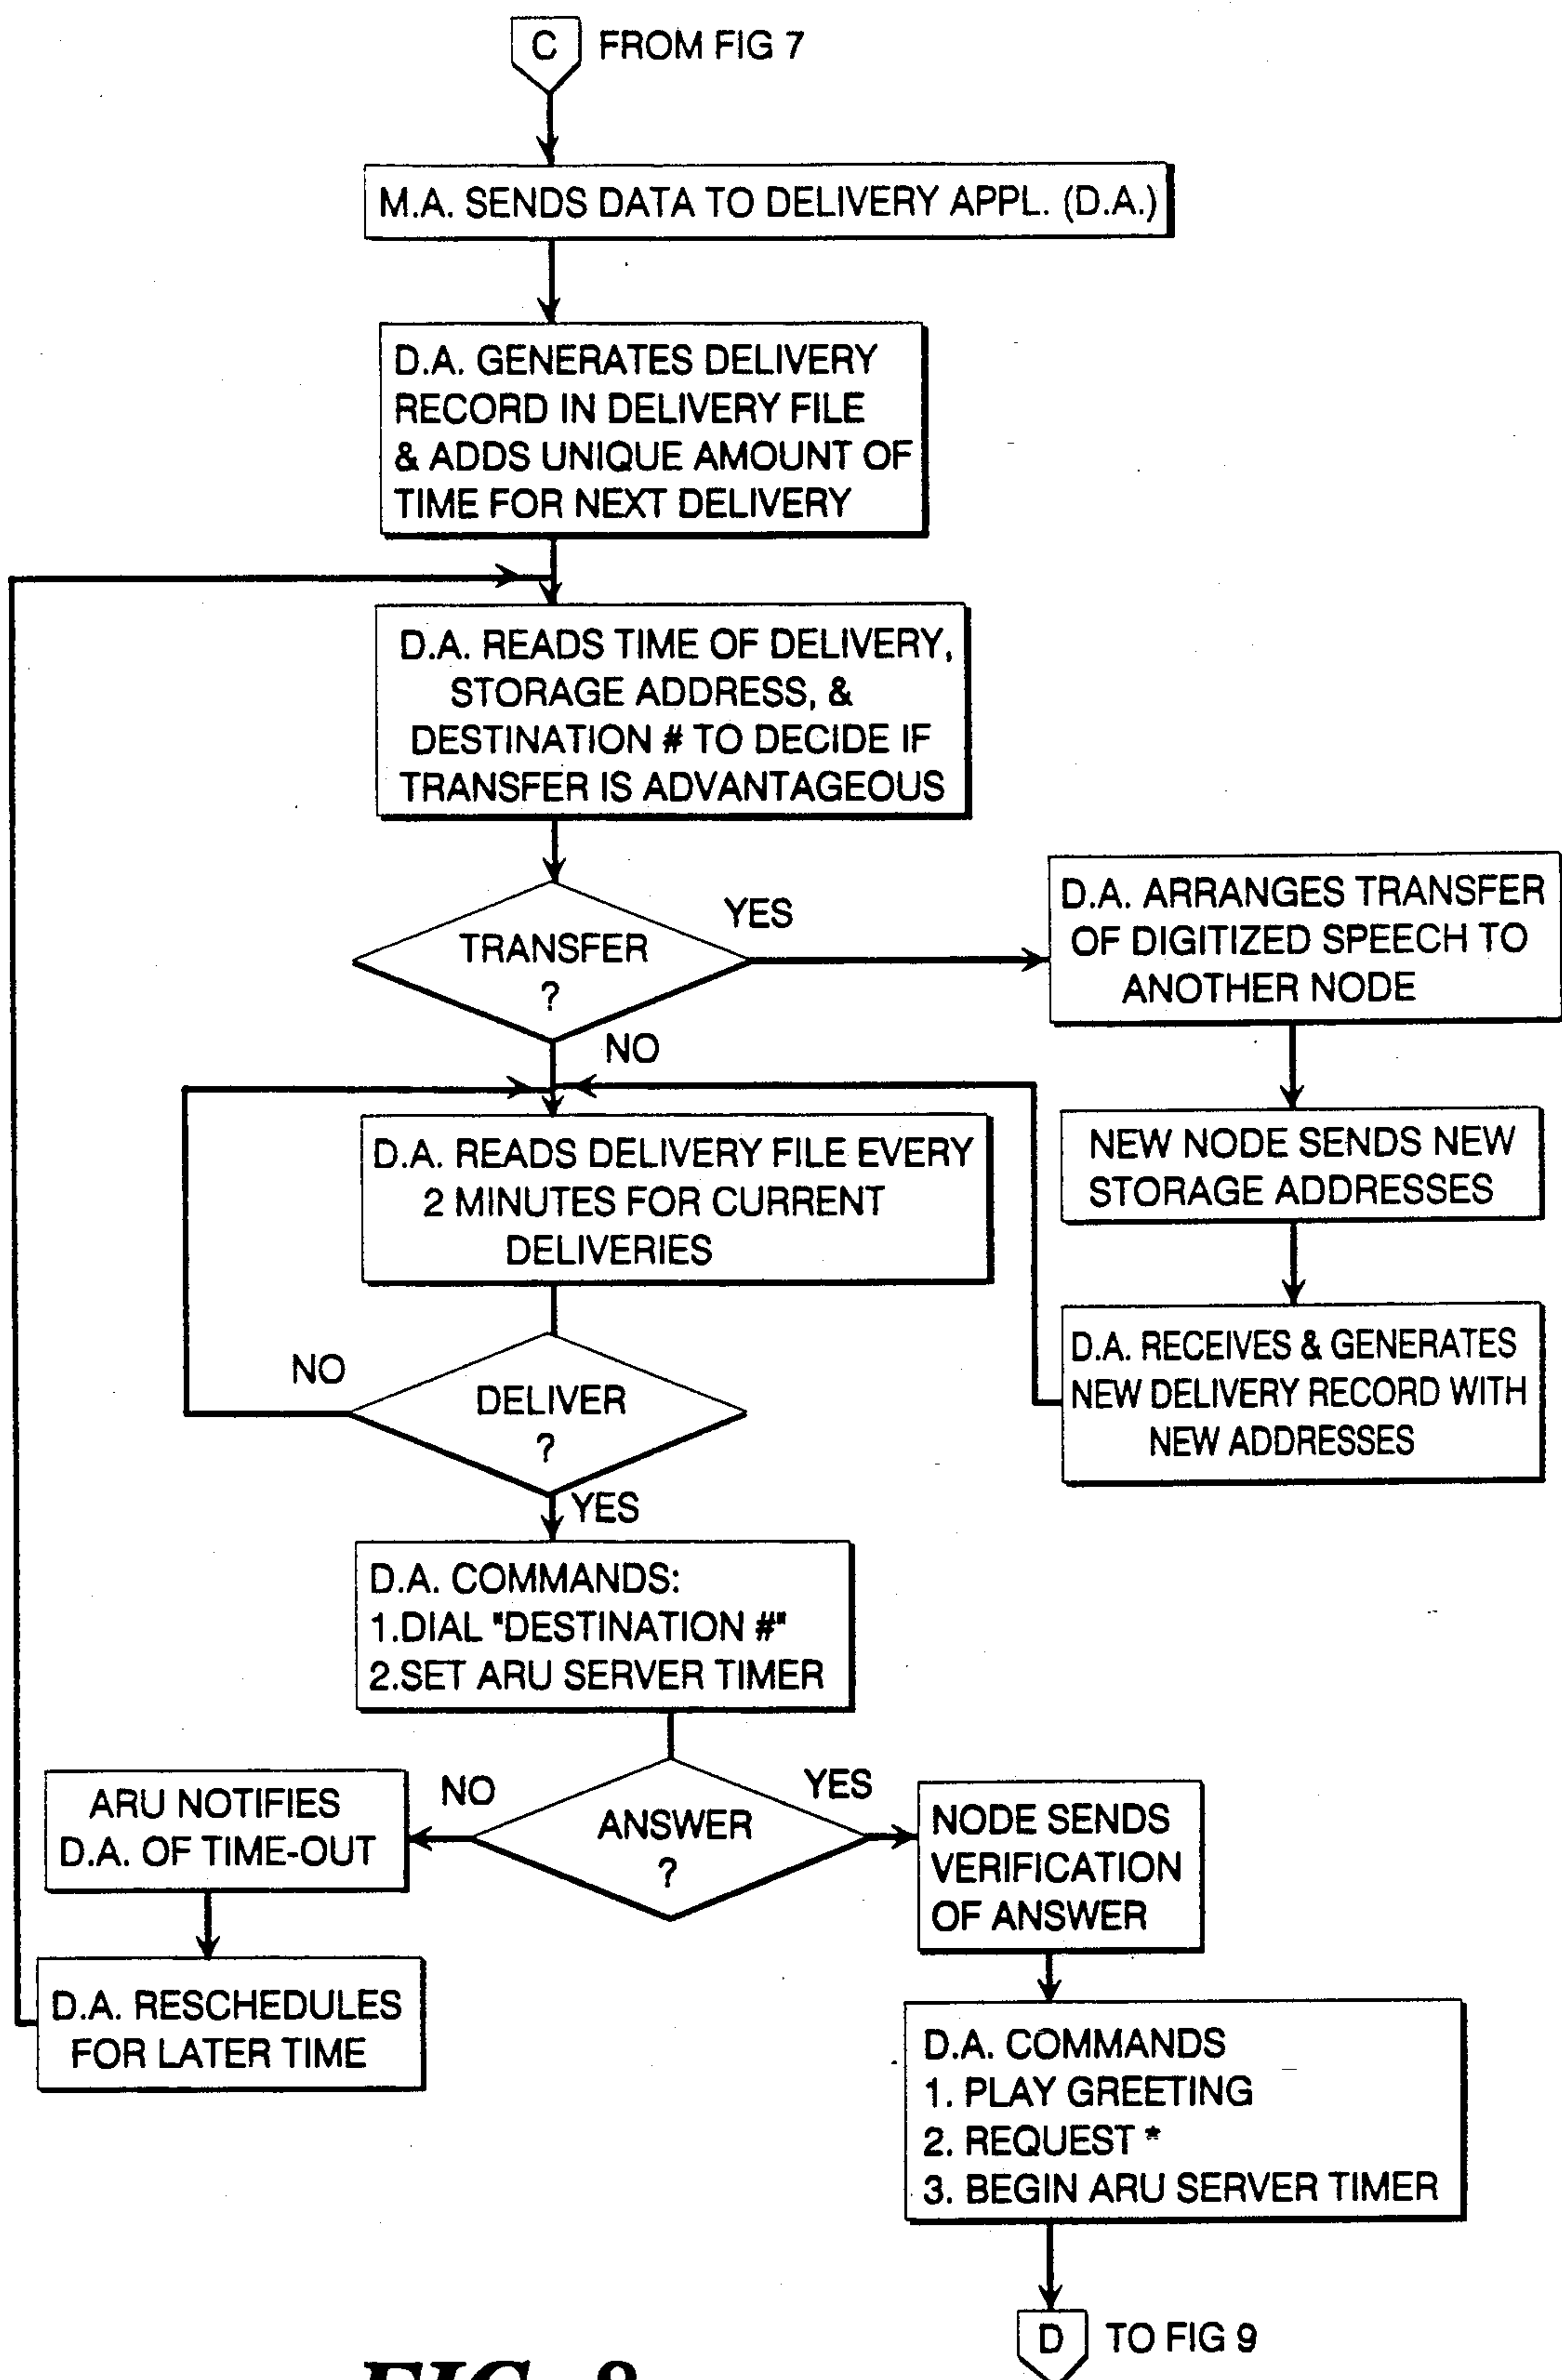 C FROM FIG 7
M.A. SENDS DATA TO DELIVERY APPL. (D.A.)
D.A. GENERATES DELIVERY
RECORD IN DELIVERY FILE
& ADDS UNIQUE AMOUNT OF
TIME FOR NEXT DELIVERY
D.A. READS TIME OF DELIVERY,
STORAGE ADDRESS, &
DESTINATION # TO DECIDE IF
TRANSFER IS ADVANTAGEOUS
TRANSFER
?
YES
D.A. ARRANGES TRANSFER
OF DIGITIZED SPEECH TO
ANOTHER NODE
NO
NEW NODE SENDS NEW
STORAGE ADDRESSES
D.A. READS DELIVERY FILE EVERY
2 MINUTES FOR CURRENT
DELIVERIES
D.A. RECEIVES & GENERATES
NEW DELIVERY RECORD WITH
NEW ADDRESSES
NO
DELIVER
?
YES
D.A. COMMANDS:
1.DIAL "DESTINATION #"
2.SET ARU SERVER TIMER
NO
ANSWER
?
YES
ARU NOTIFIES
D.A. OF TIME-OUT
NODE SENDS
VERIFICATION
OF ANSWER
D.A. RESCHEDULES
FOR LATER TIME
D.A. COMMANDS
1. PLAY GREETING
2. REQUEST *
3. BEGIN ARU SERVER TIMER
D TO FIG 9
FIG. 8